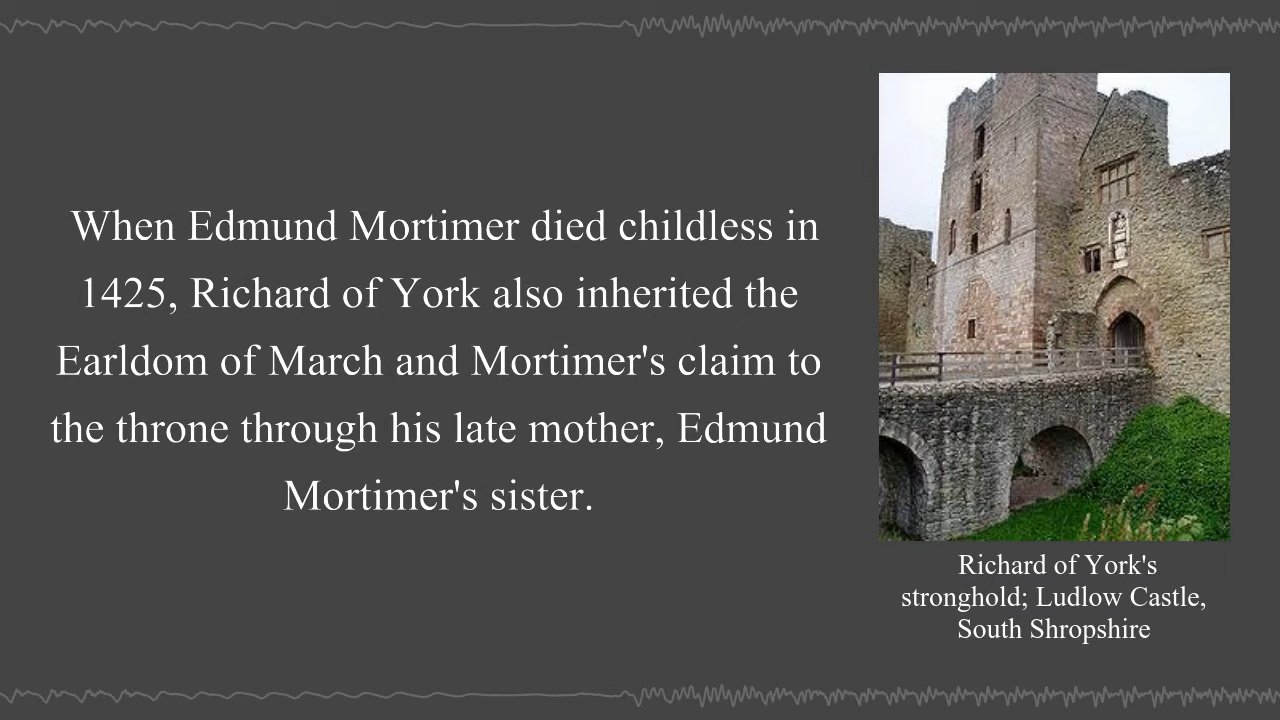 When Edmund Mortimer died childless in
1425, Richard of York also inherited the
Earldom of March and Mortimer's claim to
the throne through his late mother, Edmund
Mortimer's sister.
Richard of York's
stronghold; Ludlow Castle,
South Shropshire